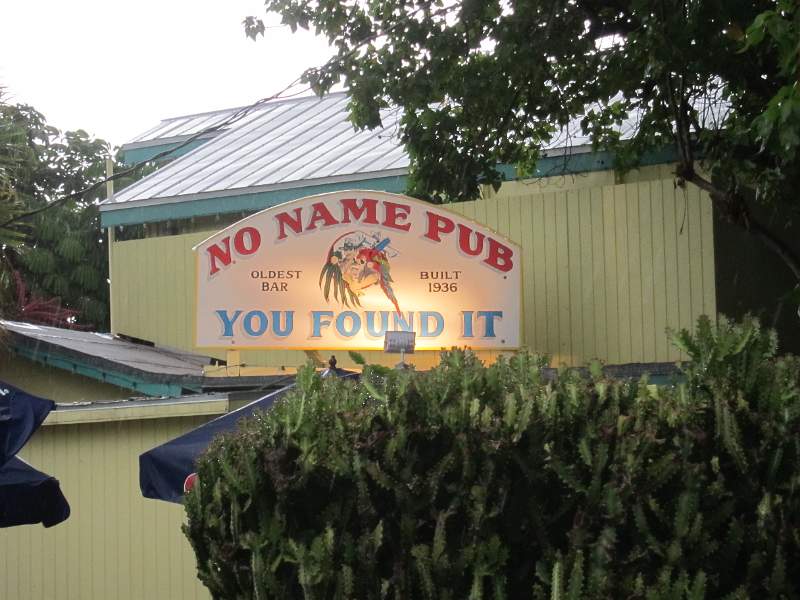 NO NAME PUB
OLDEST BAR
BUILT 1936
YOU FOUND IT